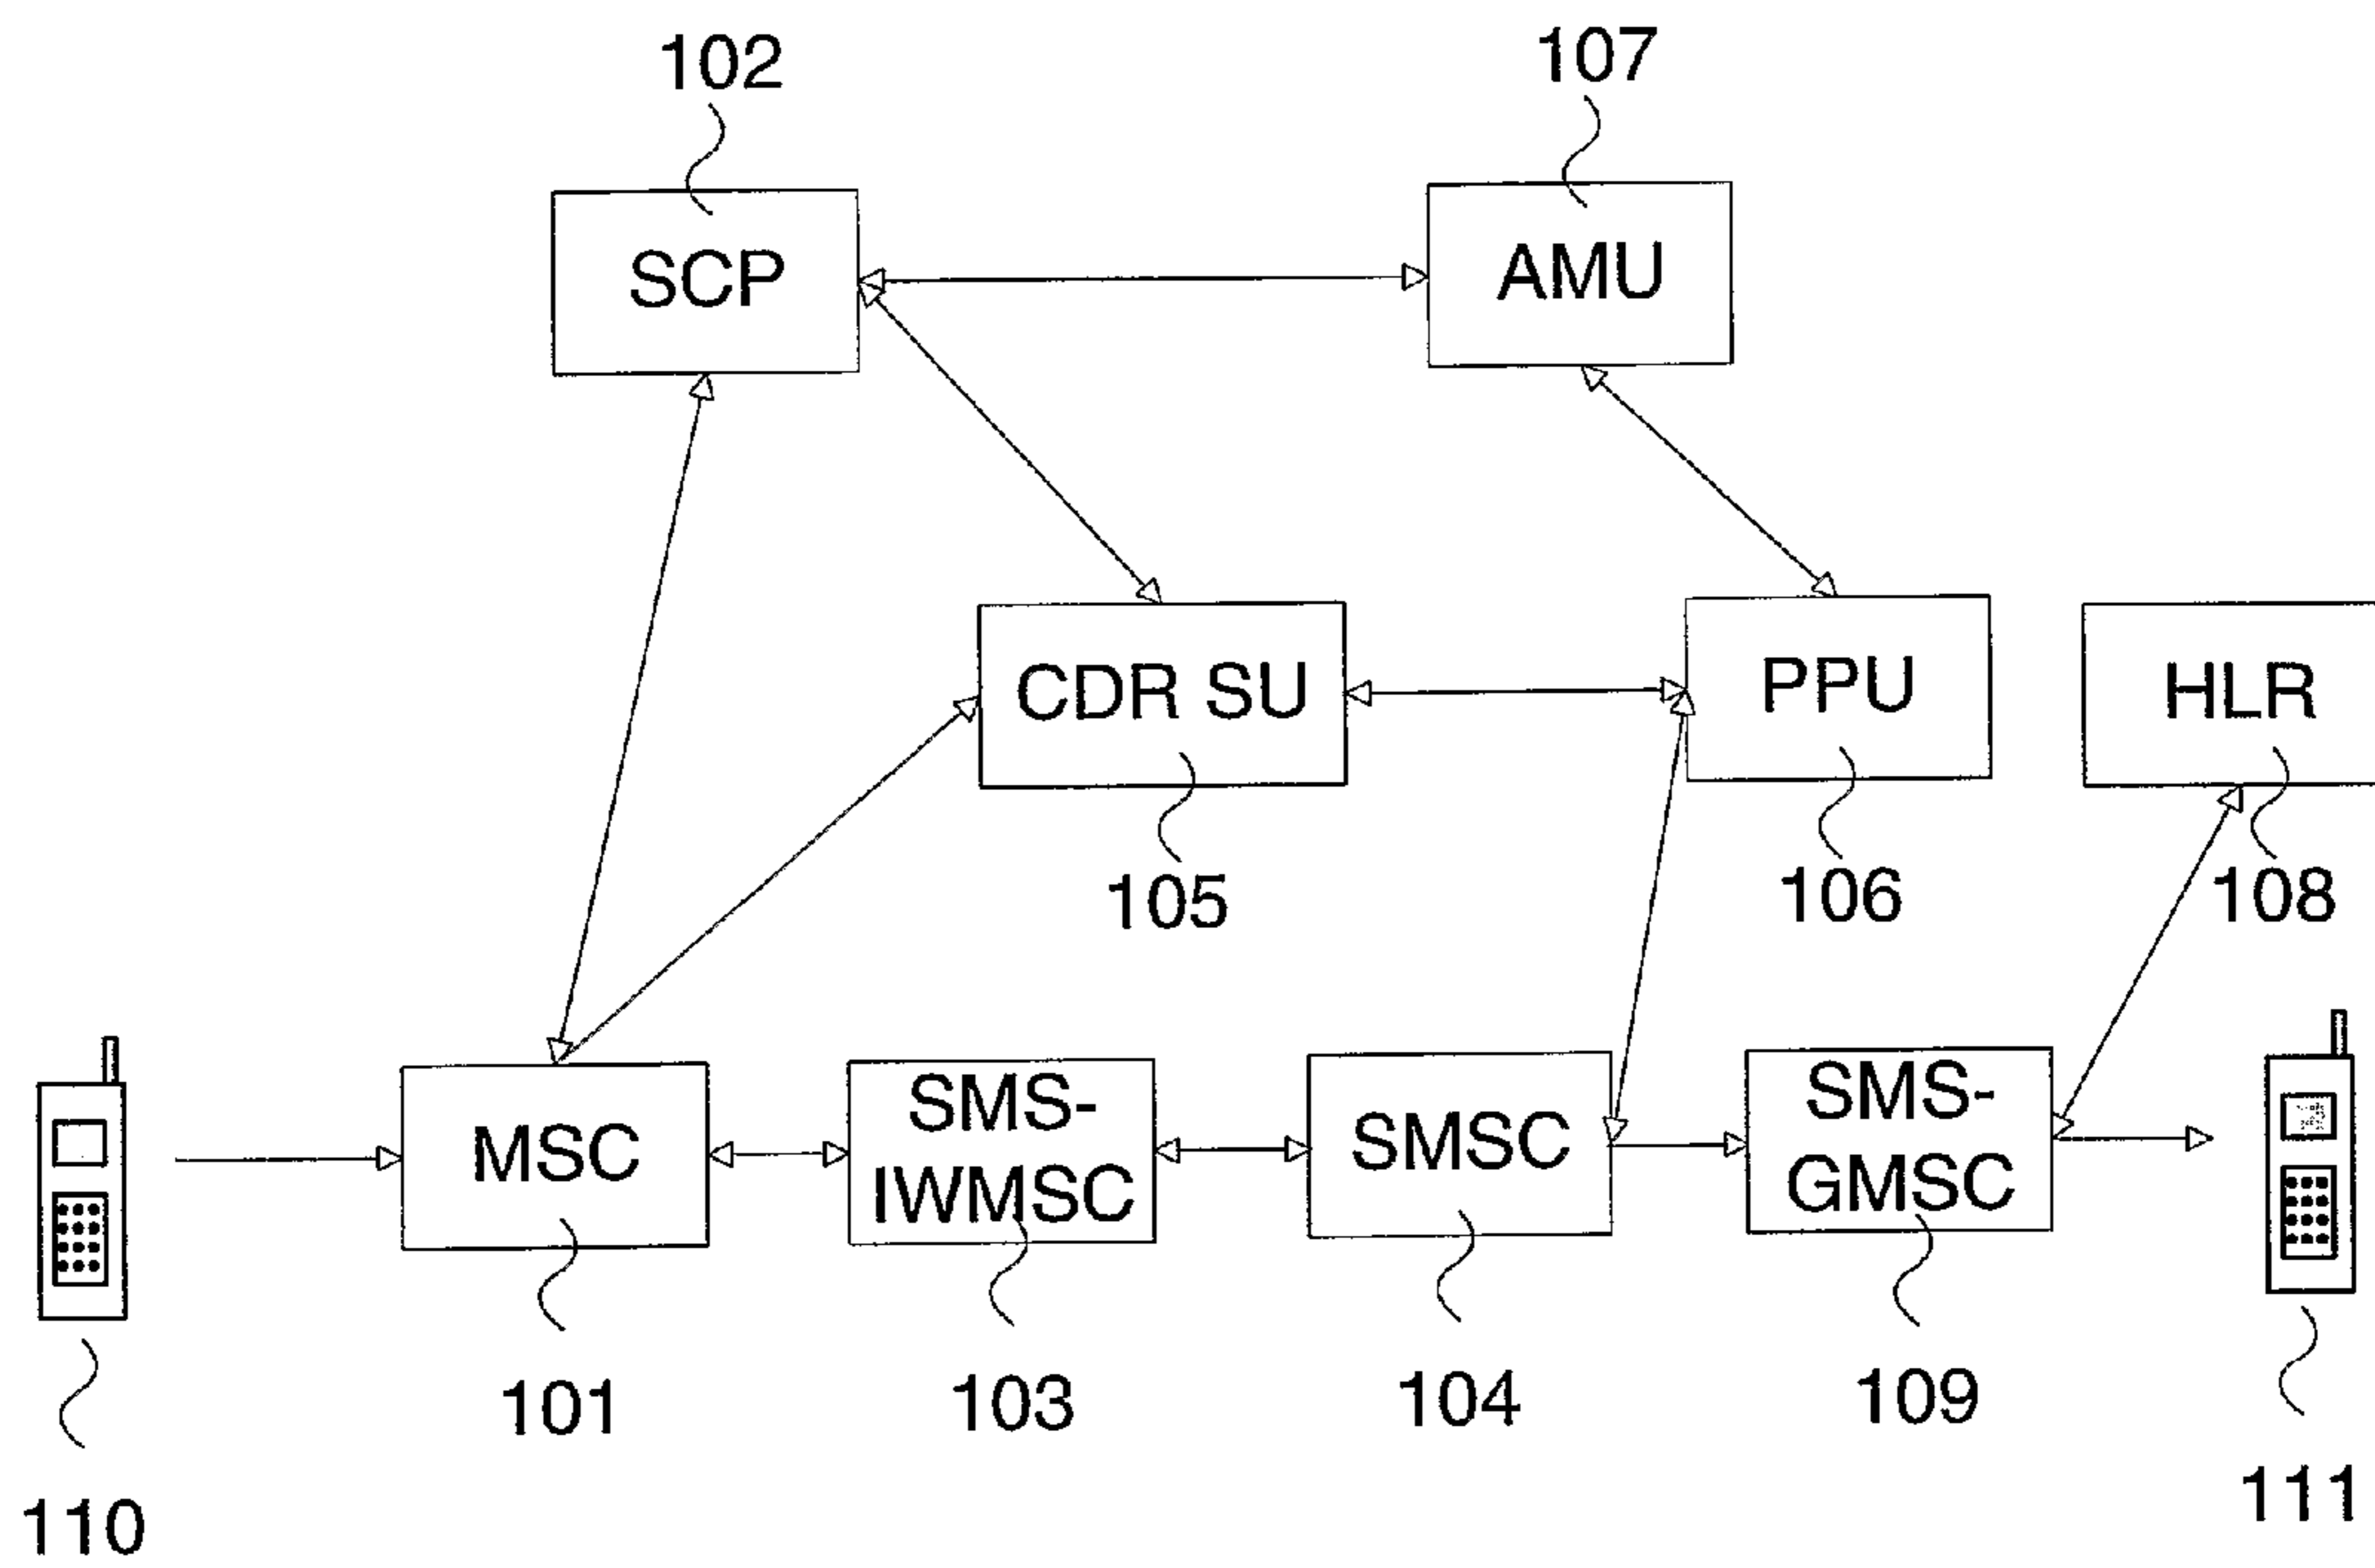 102
107
SCP
AMU
CDR SU
PPU
HLR
105
106
108
MSC
SMS-
IWMSC
SMSC
SMS-
GMSC
101
103
104
109
110
111